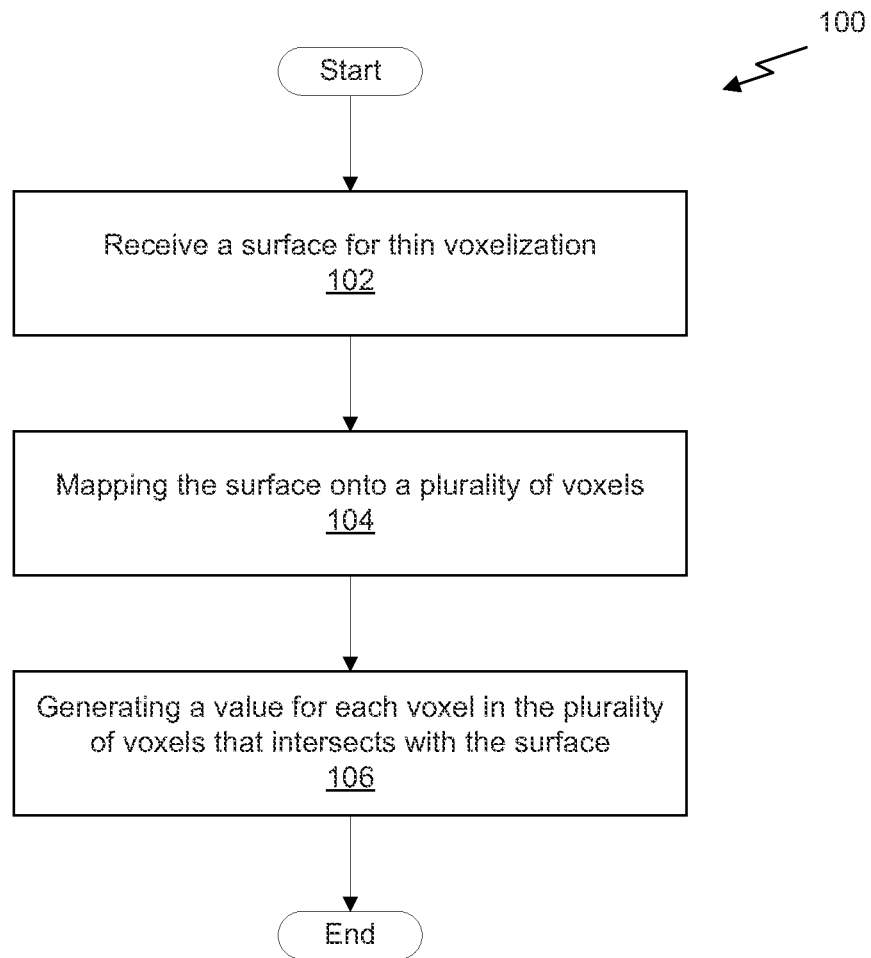 100
Start
Receive a surface for thin voxelization
102
Mapping the surface onto a plurality of voxels
104
Generating a value for each voxel in the plurality
of voxels that intersects with the surface
106
End